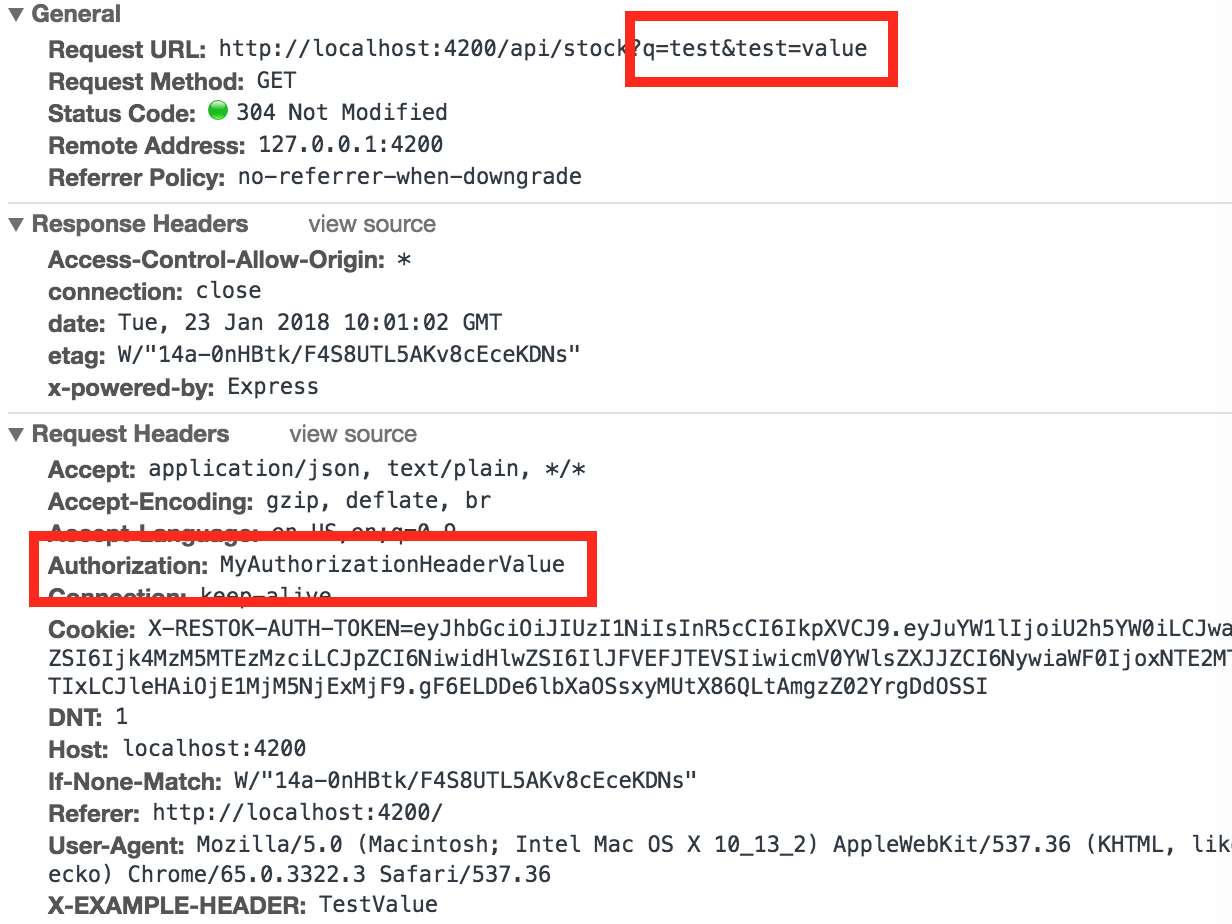 ▼ General
Request URL: http://localhost:4200/api/stock?q=test&test=value
Request Method: GET
Status Code: 304 Not Modified
Remote Address: 127.0.0.1:4200
Referrer Policy: no-referrer-when-downgrade
▼ Response Headers view source
Access-Control-Allow-Origin: *
connection: close
date: Tue, 23 Jan 2018 10:01:02 GMT
etag: W/"14a-0nHBtk/F4S8UTL5AKv8cEceKDNs"
x-powered-by: Express
▼ Request Headers view source
Accept: application/json, text/plain, */*
Accept-Encoding: gzip, deflate, br
Accept-Language: en-US,en;q=0.9
Authorization: MyAuthorizationHeaderValue
Connection: keep-alive
Cookie: X-RESTOK-AUTH-TOKEN=eyJhbGciOiJIUzI1NiIsInR5cCI6IkpXVCJ9.eyJuYW1lIjoiU2h5YW0iLCJwa
ZSI6Ijk4MzM5MTEzMzciLCJpZCI6NiwidHlwZSI6IlJFVEFJTEVSIiwicmV0YWlsZXJJZCI6NywiaWF0IjoxNTE2MT
TIxLCJleHAiOjE1MjM5NjExMjF9.gF6ELDDe6lbXaOSsxyMUtX86QLtAmgzZ02YrgDdOSSI
DNT: 1
Host: localhost:4200
If-None-Match: W/"14a-0nHBtk/F4S8UTL5AKv8cEceKDNs"
Referer: http://localhost:4200/
User-Agent: Mozilla/5.0 (Macintosh; Intel Mac OS X 10_13_2) AppleWebKit/537.36 (KHTML, lik
ecko) Chrome/65.0.3322.3 Safari/537.36
X-EXAMPLE-HEADER: TestValue